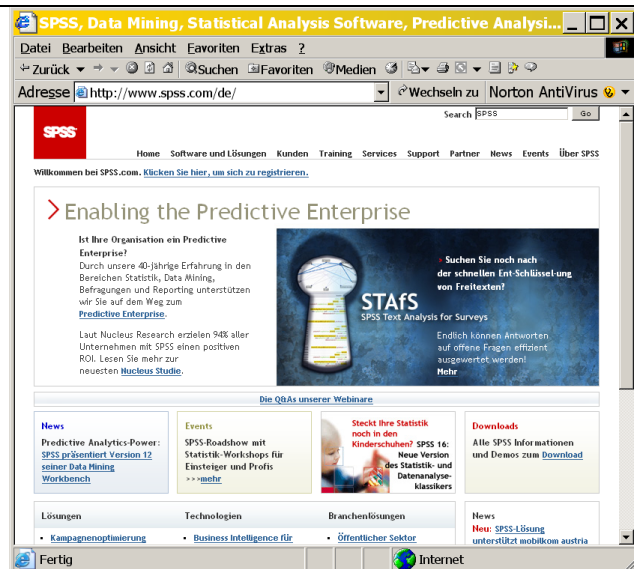 SPSS, Data Mining, Statistical Analysis Software, Predictive Analysi...
Datei Bearbeiten Ansicht Favoriten Extras ?
Zurück Suchen Favoriten Medien
Adresse http://www.spss.com/de/ Wechseln zu Norton AntiVirus
Search SPSS Go
SPSS
Home Software und Lösungen Kunden Training Services Support Partner News Events Über SPSS
Willkommen bei SPSS.com. Klicken Sie hier, um sich zu registrieren.
Enabling the Predictive Enterprise
Ist Ihre Organisation ein Predictive
Enterprise?
Durch unsere 40-jährige Erfahrung in den
Bereichen Statistik, Data Mining,
Befragungen und Reporting unterstützen
wir Sie auf dem Weg zum
Predictive Enterprise.
Laut Nucleus Research erzielen 94% aller
Unternehmen mit SPSS einen positiven
ROI. Lesen Sie mehr zur
neuesten Nucleus Studie.
Suchen Sie noch nach
der schnellen Ent-Schlüssel-ung
von Freitexten?
STAfS
SPSS Text Analysis for Surveys
Endlich können Antworten
auf offene Fragen effizient
ausgewertet werden!
Mehr
Die Q&As unserer Webinare
News
Predictive Analytics-Power:
SPSS präsentiert Version 12
seiner Data Mining
Workbench
Events
SPSS-Roadshow mit
Statistik-Workshops für
Einsteiger und Profis
>>>mehr
Steckt Ihre Statistik
noch in den
Kinderschuhen? SPSS 16:
Neue Version
des Statistik- und
Datenanalyse-
klassikers
Downloads
Alle SPSS Informationen
und Demos zum Download
Lösungen
Kampagnenoptimierung
Technologien
Business Intelligence für
Branchenlösungen
Öffentlicher Sektor
News
Neu: SPSS-Lösung
unterstützt mobilkom austria
Fertig Internet